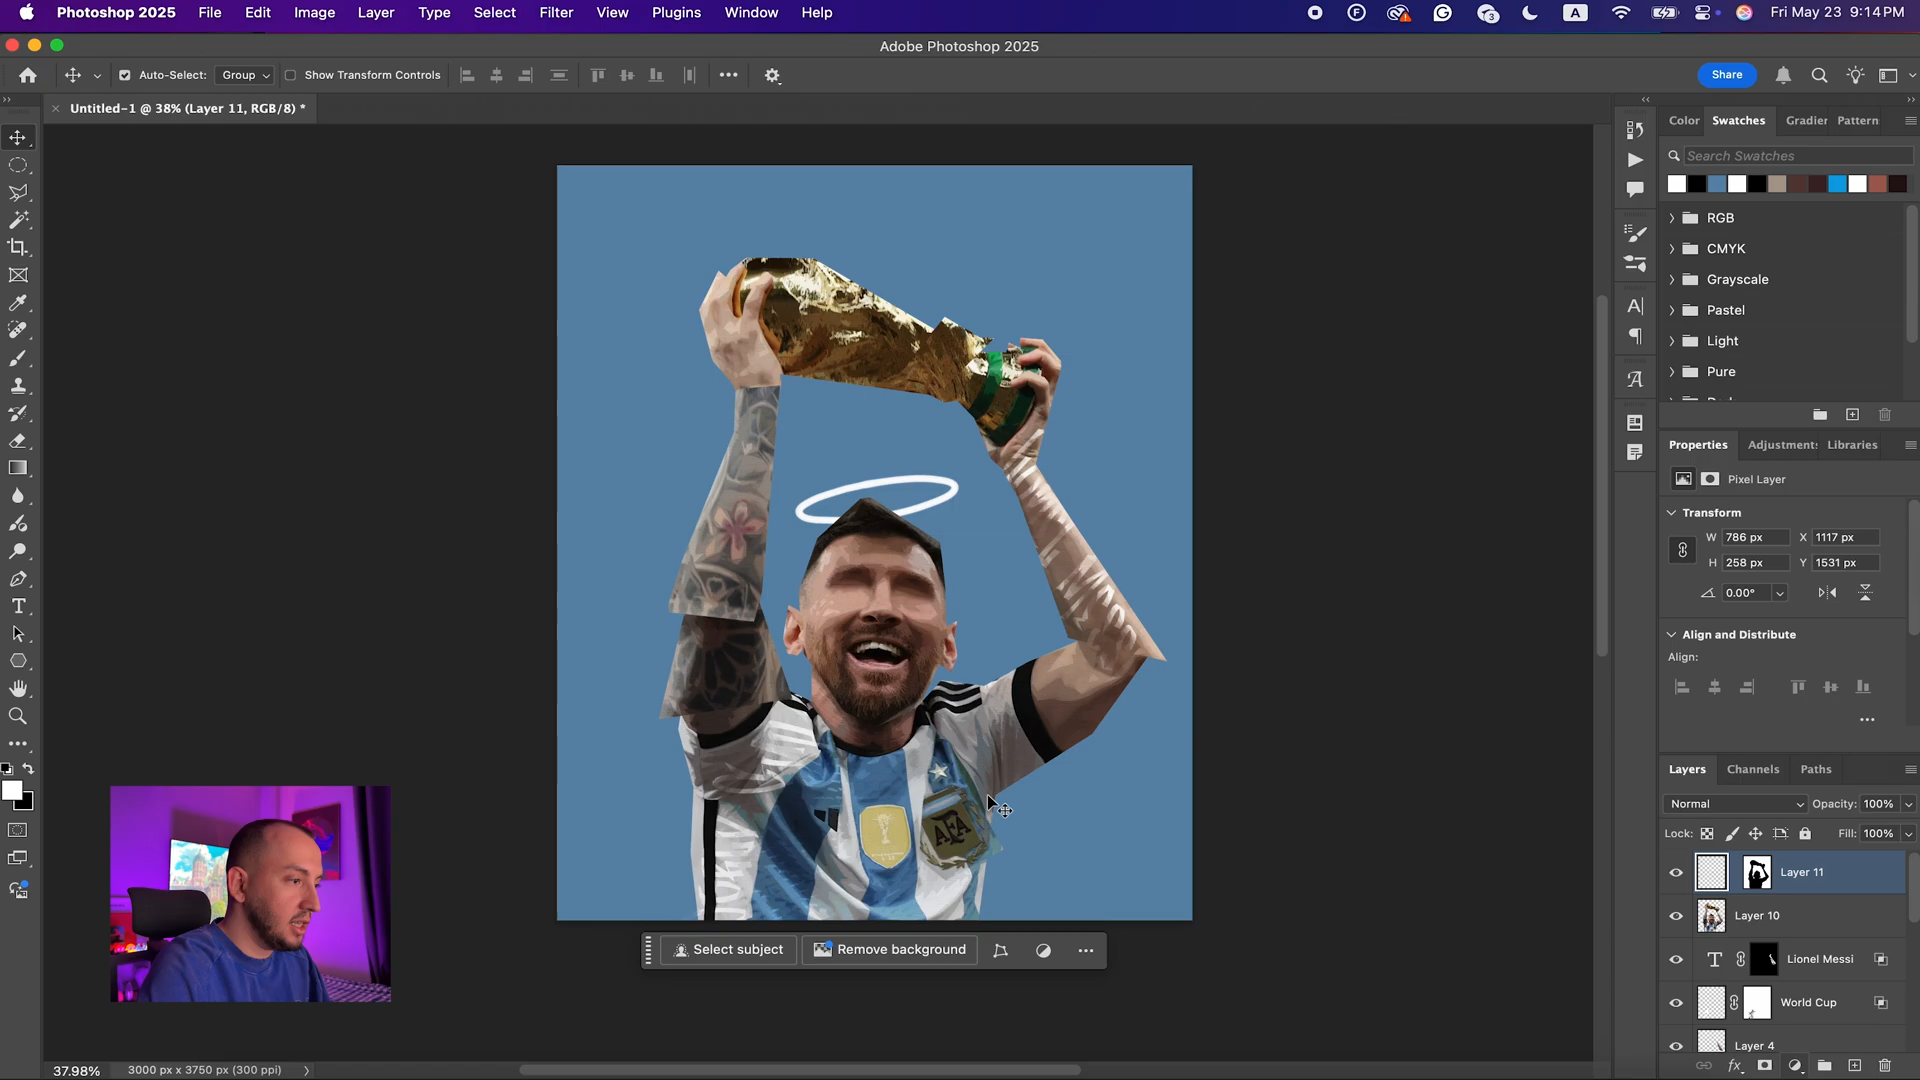 Photoshop 2025 File Edit Image Layer Type Select Filter View Plugins Window Help
3 A Fri May 23 9:14 PM
Adobe Photoshop 2025
Auto-Select: Group Show Transform Controls
Share
Untitled-1 @ 38% (Layer 11, RGB/8) *
Color Swatches Gradier Pattern
Search Swatches
RGB
CMYK
Grayscale
Pastel
Light
Pure
Properties Adjustment: Libraries
Pixel Layer
Transform
W 786 px X 1117 px
H 258 px Y 1531 px
0.00°
Align and Distribute
Align:
AFA
Layers Channels Paths
Normal Opacity: 100%
Lock: Fill: 100%
Layer 11
Layer 10
Lionel Messi
World Cup
Layer 4
Select subject Remove background
37.98% 3000 px x 3750 px (300 ppi)